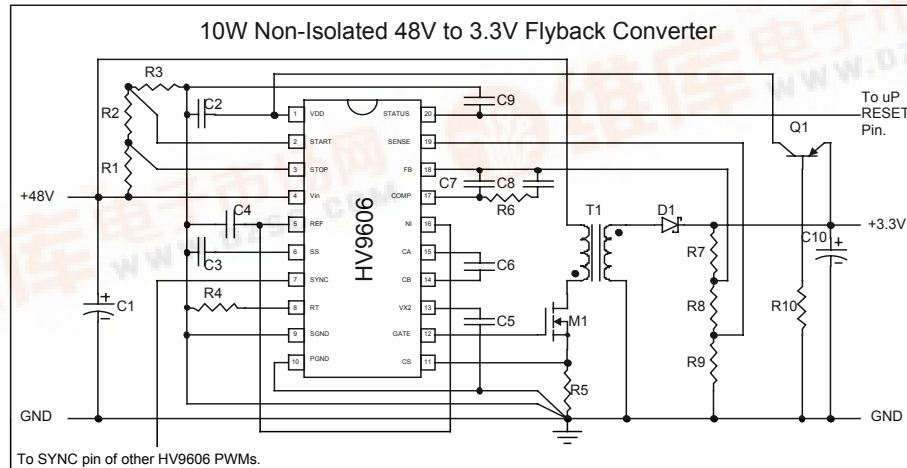 10W Non-Isolated 48V to 3.3V Flyback Converter
R3
C2
C9
R2
R1
1 VDD STATUS 20
2 START SENSE 19
3 STOP FB 18
4 Vin COMP 17
5 REF NI 16
6 SS CA 15
7 SYNC CB 14
8 RT VX2 13
9 SGND GATE 12
10 PGND CS 11
HV9606
To uP
RESET
Pin.
Q1
+48V
C7 C8
R6
C4
C3
T1
D1
+3.3V
C10
+
R7
C6
C1
+
R4
C5
M1
R8
R10
R5
R9
GND
GND
To SYNC pin of other HV9606 PWMs.